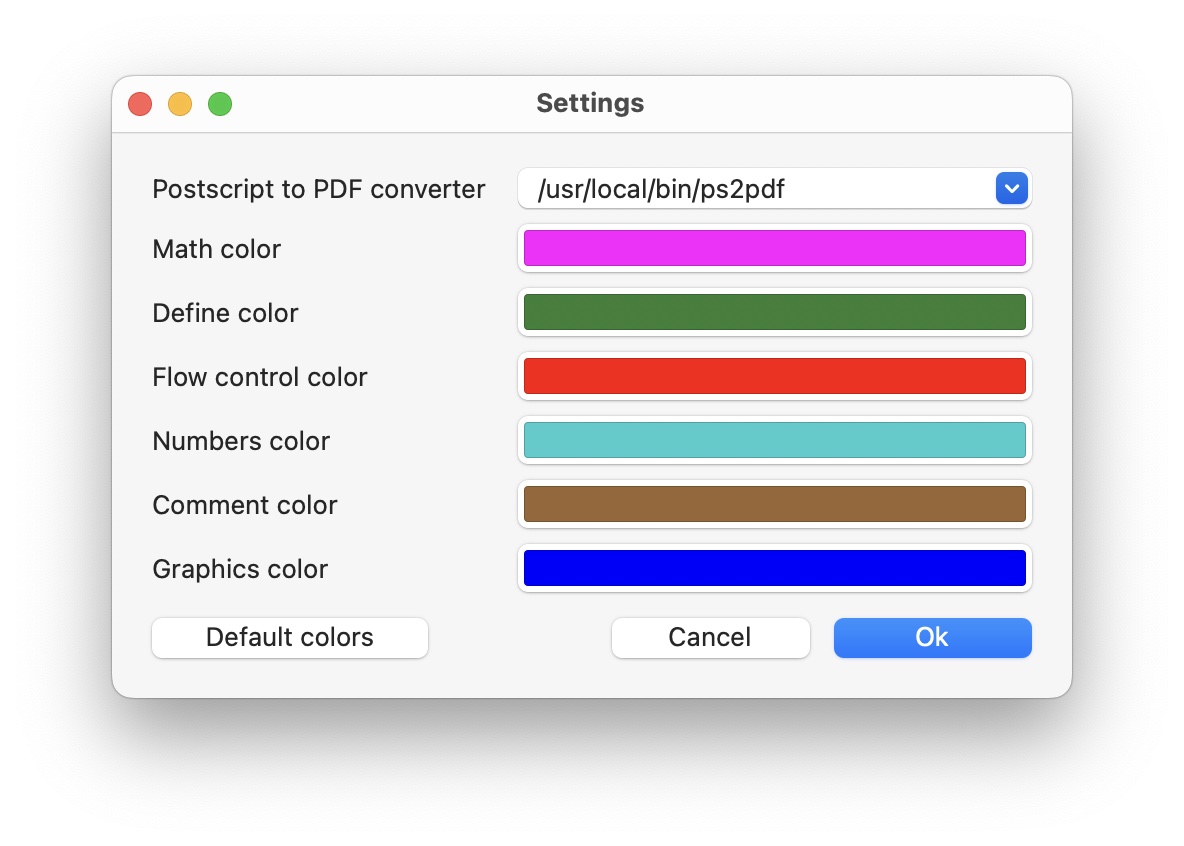 Settings
Postscript to PDF converter /usr/local/bin/ps2pdf
Math color
Define color
Flow control color
Numbers color
Comment color
Graphics color
Default colors Cancel Ok